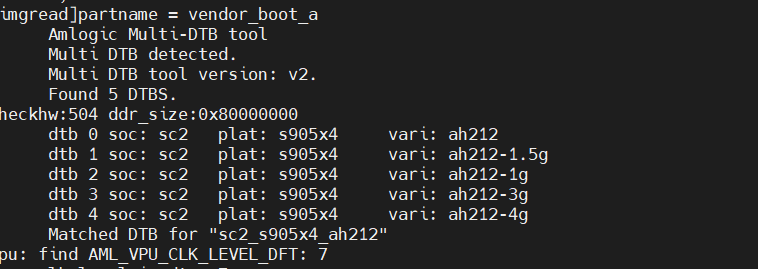 imgread]partname = vendor_boot_a
Amlogic Multi-DTB tool
Multi DTB detected.
Multi DTB tool version: v2.
Found 5 DTBS.
heckhw:504 ddr_size:0x80000000
dtb 0 soc: sc2 plat: s905x4 vari: ah212
dtb 1 soc: sc2 plat: s905x4 vari: ah212-1.5g
dtb 2 soc: sc2 plat: s905x4 vari: ah212-1g
dtb 3 soc: sc2 plat: s905x4 vari: ah212-3g
dtb 4 soc: sc2 plat: s905x4 vari: ah212-4g
Matched DTB for "sc2_s905x4_ah212"
pu: find AML_VPU_CLK_LEVEL_DFT: 7